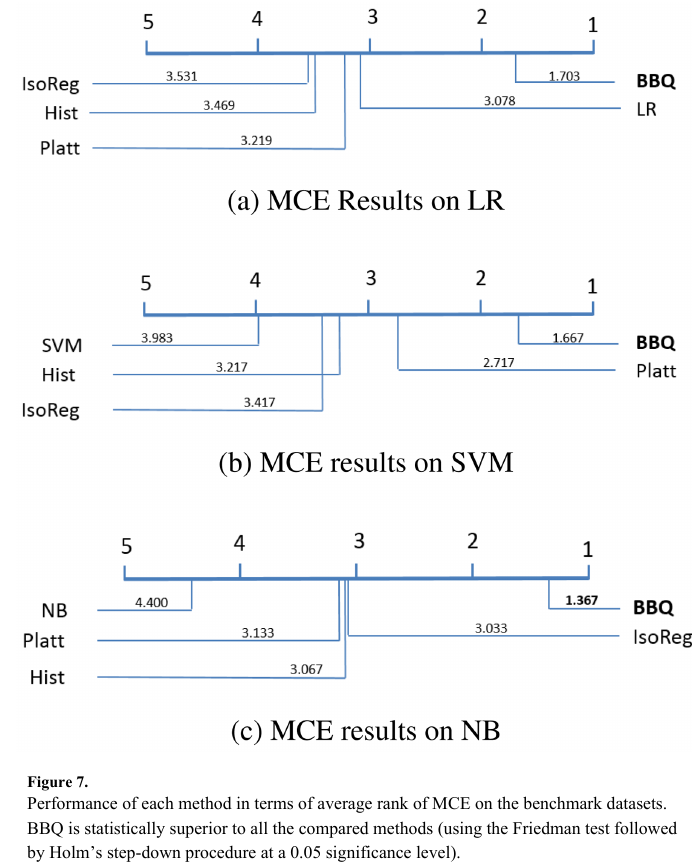 5 4 3 2 1
IsoReg 3.531 1.703 BBQ
Hist 3.469 3.078 LR
Platt 3.219
(a) MCE Results on LR
5 4 3 2 1
SVM 3.983 1.667 BBQ
Hist 3.217 2.717 Platt
IsoReg 3.417
(b) MCE results on SVM
5 4 3 2 1
NB 4.400 1.367 BBQ
Platt 3.133 3.033 IsoReg
Hist 3.067
(c) MCE results on NB
Figure 7.
Performance of each method in terms of average rank of MCE on the benchmark datasets.
BBQ is statistically superior to all the compared methods (using the Friedman test followed
by Holm's step-down procedure at a 0.05 significance level).